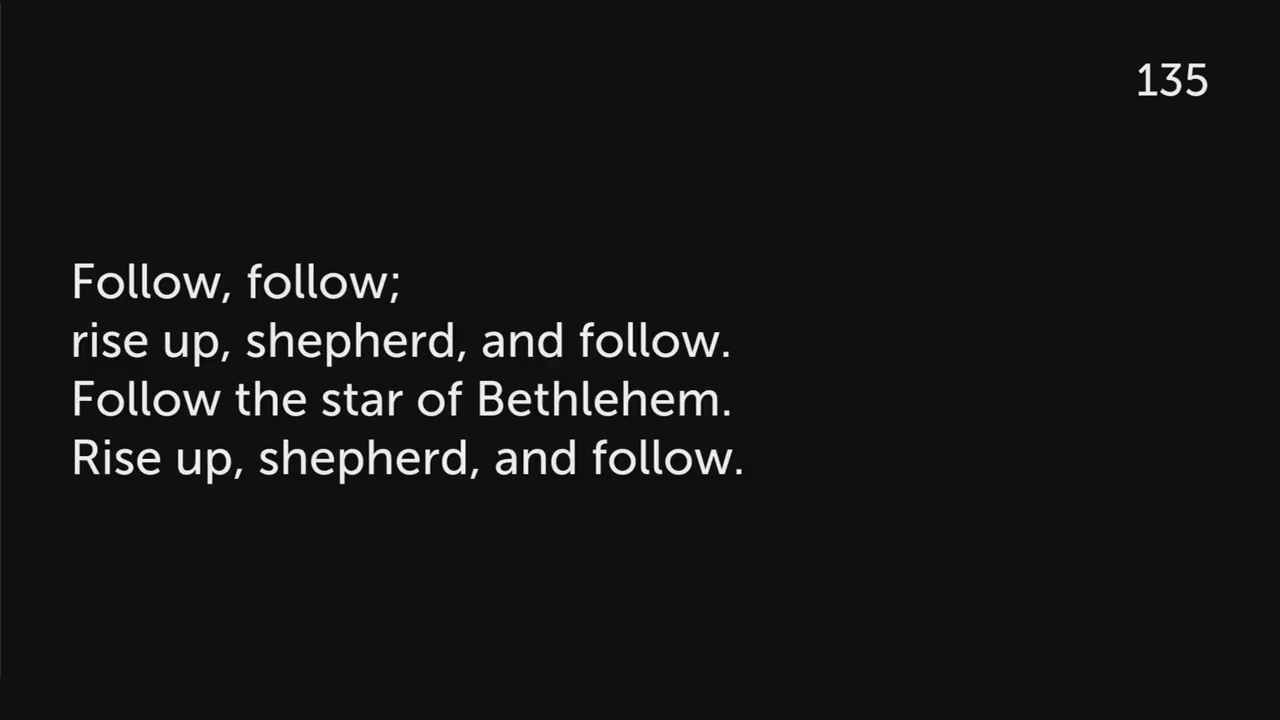 135
Follow, follow;
rise up, shepherd, and follow.
Follow the star of Bethlehem.
Rise up, shepherd, and follow.